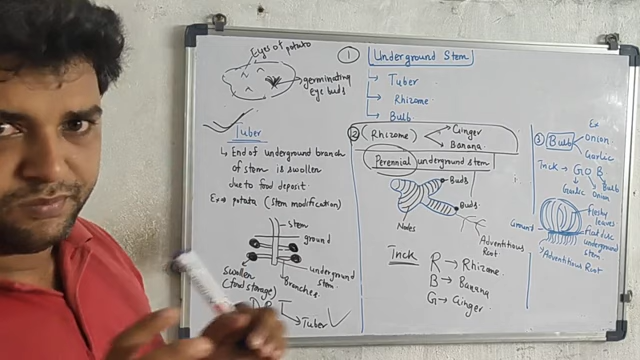 Eyes of potato
germinating
eye buds
Tuber
↳ End of underground branch
of stem is swollen
due to food deposit
Ex → potato (stem modification)
Stem
ground
underground
stem
Branches
swollen
(food storage)
Tuber
① Underground Stem
Tuber
Rhizome
Bulb
② Rhizome
Ginger
Banana
Perennial underground stem
Buds
Buds
Nodes
Adventitious
Root
Trick
R → Rhizome
B → Banana
G → Ginger
③ Bulb
Ex
Onion
Garlic
Trick → GOB
Bulb
Garlic Onion
Fleshy
leaves
Ground
underground
stem
Adventitious Root